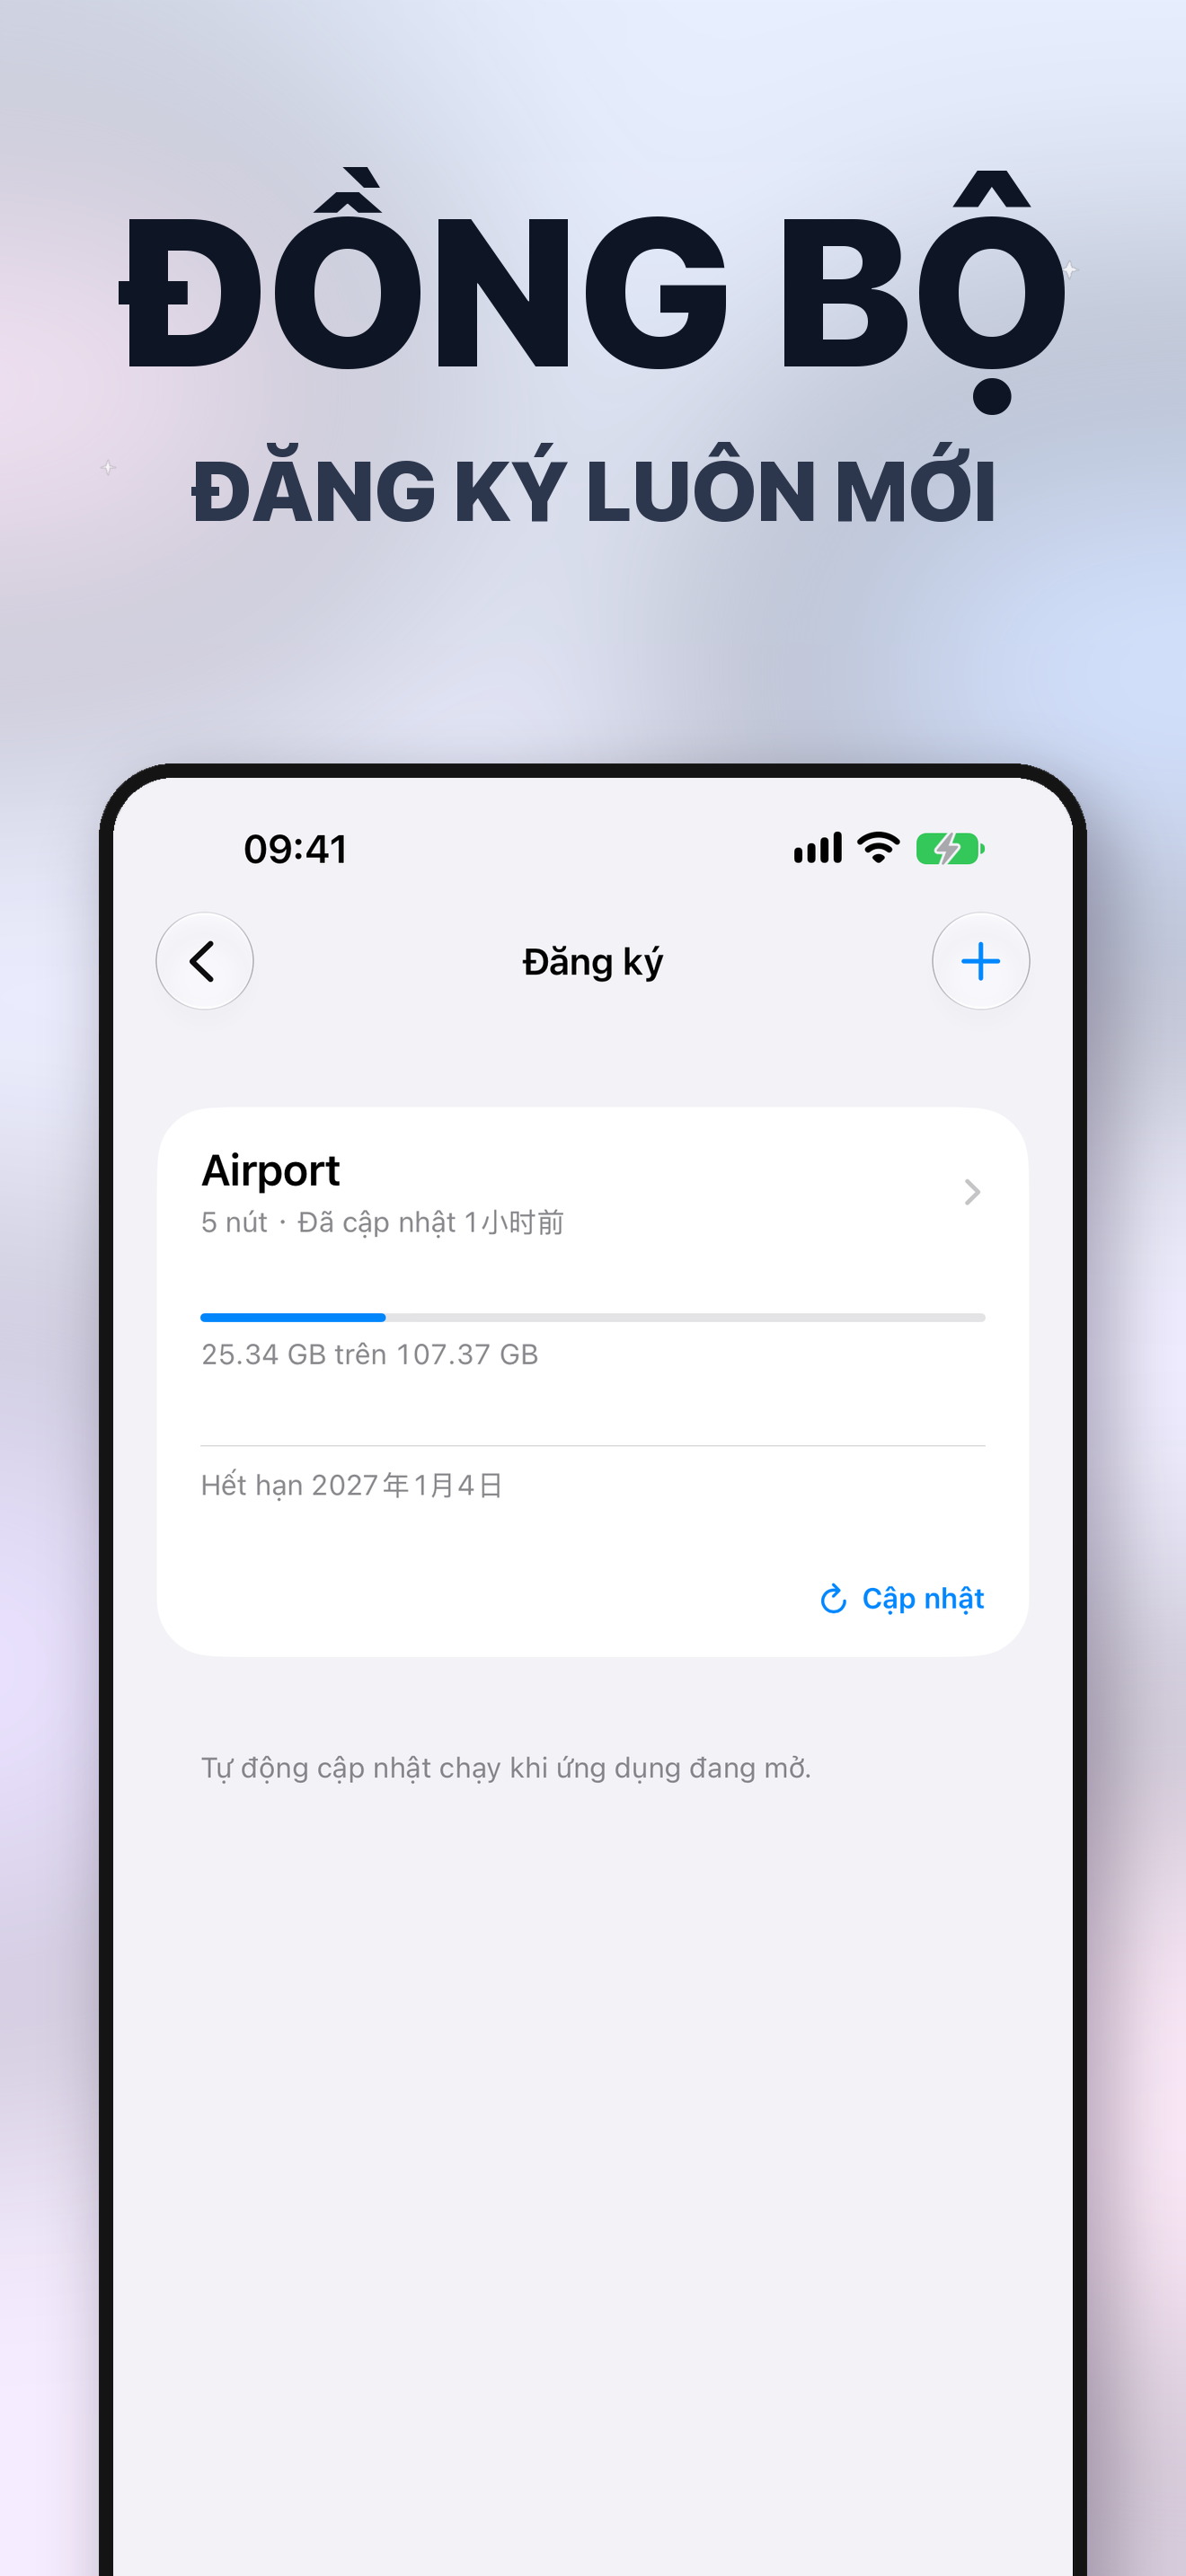 ĐỒNG BỘ
ĐĂNG KÝ LUÔN MỚI
09:41
Đăng ký
Airport
5 nút · Đã cập nhật 1小时前
25.34 GB trên 107.37 GB
Hết hạn 2027年1月4日
Cập nhật
Tự động cập nhật chạy khi ứng dụng đang mở.